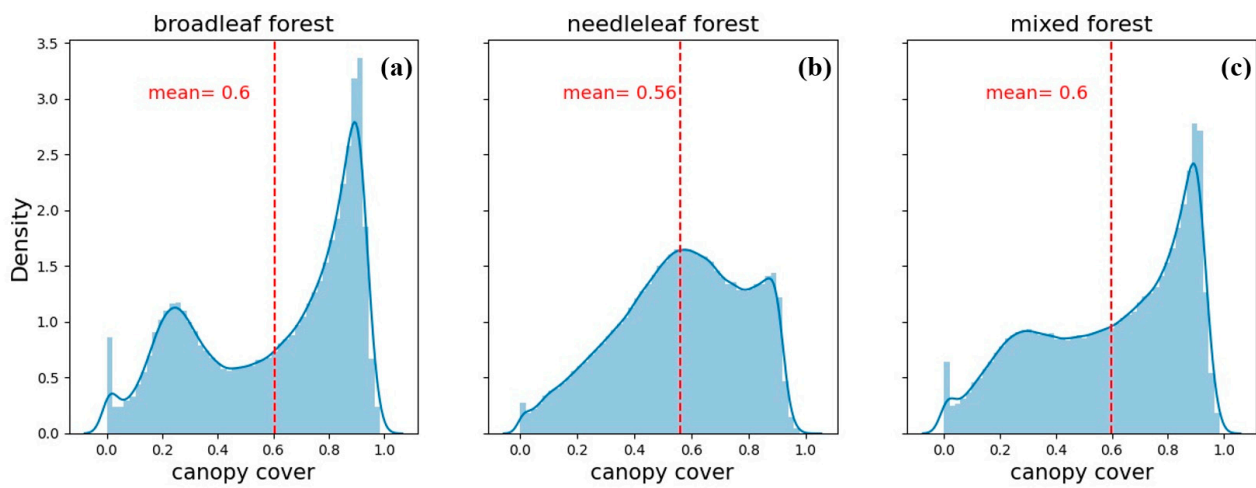 broadleaf forest
needleleaf forest
mixed forest
(a)
(b)
(c)
mean= 0.6
mean= 0.56
mean= 0.6
3.5
3.0
2.5
2.0
1.5
1.0
0.5
0.0
Density
0.0 0.2 0.4 0.6 0.8 1.0
0.0 0.2 0.4 0.6 0.8 1.0
0.0 0.2 0.4 0.6 0.8 1.0
canopy cover
canopy cover
canopy cover